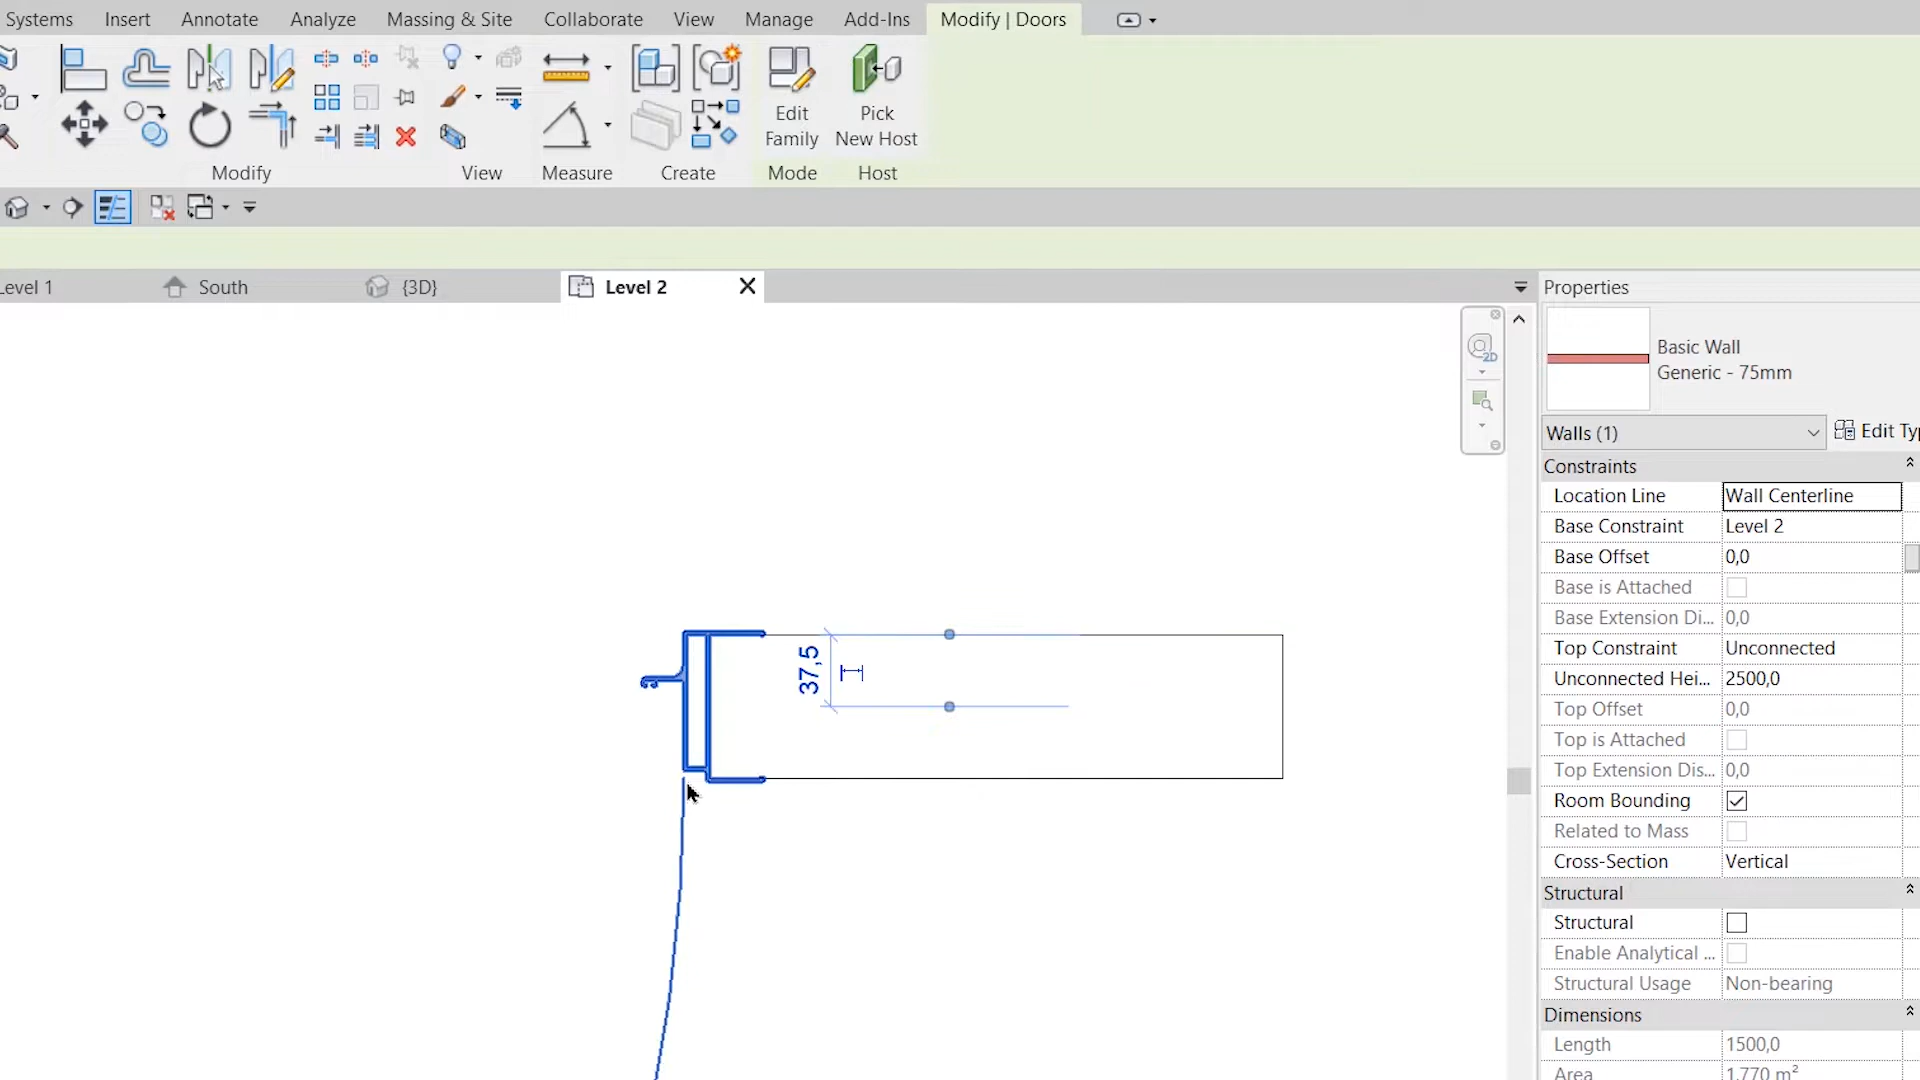 Systems Insert Annotate Analyze Massing & Site Collaborate View Manage Add-Ins Modify | Doors
Edit Family
Pick New Host
Modify View Measure Create Mode Host
Level 1 South {3D} Level 2
Properties
2D
Basic Wall
Generic - 75mm
Walls (1) Edit Typ
Constraints
Location Line Wall Centerline
Base Constraint Level 2
Base Offset 0,0
Base is Attached
Base Extension Di... 0,0
Top Constraint Unconnected
Unconnected Hei... 2500,0
Top Offset 0,0
Top is Attached
Top Extension Dis... 0,0
Room Bounding
Related to Mass
Cross-Section Vertical
Structural
Structural
Enable Analytical ...
Structural Usage Non-bearing
Dimensions
Length 1500,0
Area 1.770 m²
37,5